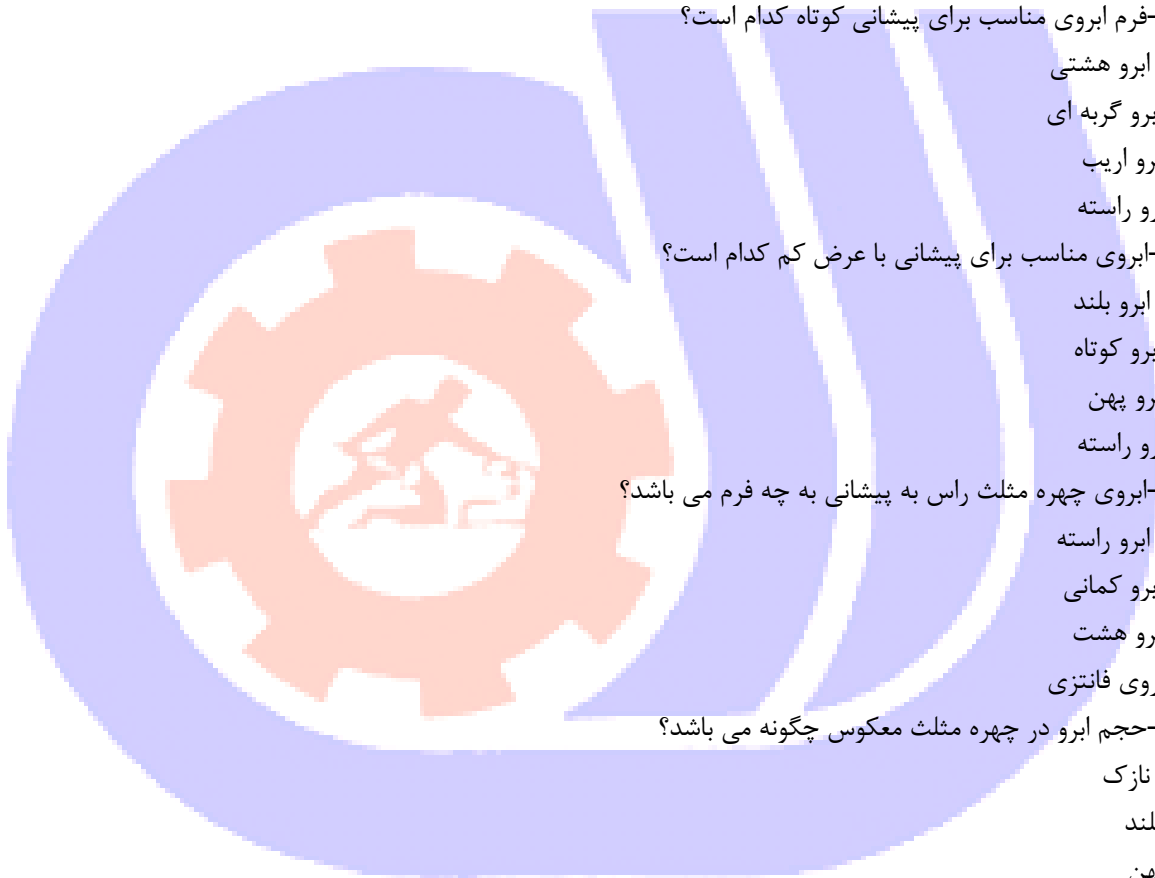 -فرم ابروی مناسب برای پیشانی کوتاه کدام است؟
ابرو هشتی
برو گربه ای
رو اریب
رو راسته
-ابروی مناسب برای پیشانی با عرض کم کدام است؟
ابرو بلند
برو کوتاه
رو پهن
رو راسته
-ابروی چهره مثلث راس به پیشانی به چه فرم می باشد؟
ابرو راسته
برو کمانی
رو هشت
روی فانتزی
-حجم ابرو در چهره مثلث معکوس چگونه می باشد؟
نازک
لند
هن